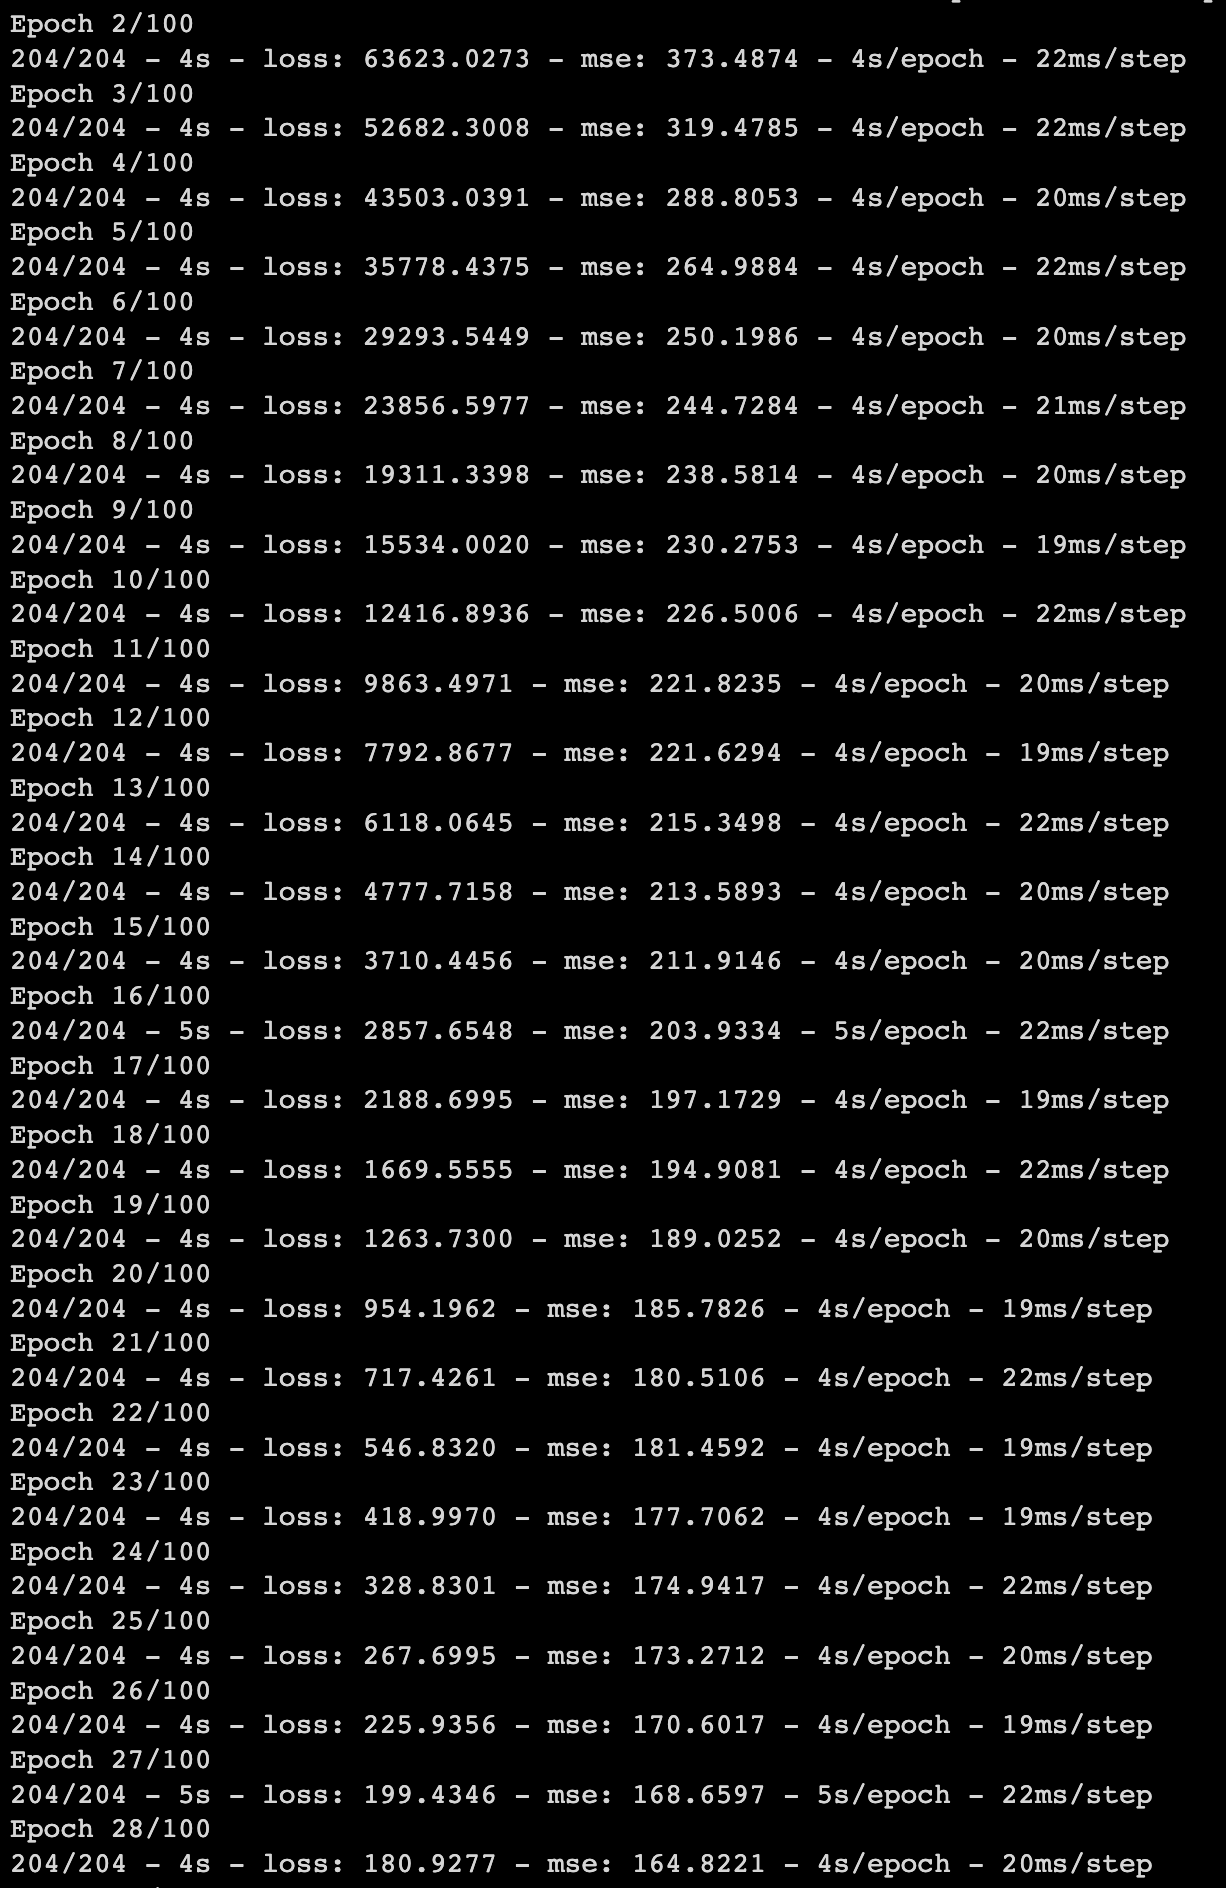 Epoch 2/100
204/204 - 4s - loss: 63623.0273 - mse: 373.4874 - 4s/epoch - 22ms/step
Epoch 3/100
204/204 - 4s - loss: 52682.3008 - mse: 319.4785 - 4s/epoch - 22ms/step
Epoch 4/100
204/204 - 4s - loss: 43503.0391 - mse: 288.8053 - 4s/epoch - 20ms/step
Epoch 5/100
204/204 - 4s - loss: 35778.4375 - mse: 264.9884 - 4s/epoch - 22ms/step
Epoch 6/100
204/204 - 4s - loss: 29293.5449 - mse: 250.1986 - 4s/epoch - 20ms/step
Epoch 7/100
204/204 - 4s - loss: 23856.5977 - mse: 244.7284 - 4s/epoch - 21ms/step
Epoch 8/100
204/204 - 4s - loss: 19311.3398 - mse: 238.5814 - 4s/epoch - 20ms/step
Epoch 9/100
204/204 - 4s - loss: 15534.0020 - mse: 230.2753 - 4s/epoch - 19ms/step
Epoch 10/100
204/204 - 4s - loss: 12416.8936 - mse: 226.5006 - 4s/epoch - 22ms/step
Epoch 11/100
204/204 - 4s - loss: 9863.4971 - mse: 221.8235 - 4s/epoch - 20ms/step
Epoch 12/100
204/204 - 4s - loss: 7792.8677 - mse: 221.6294 - 4s/epoch - 19ms/step
Epoch 13/100
204/204 - 4s - loss: 6118.0645 - mse: 215.3498 - 4s/epoch - 22ms/step
Epoch 14/100
204/204 - 4s - loss: 4777.7158 - mse: 213.5893 - 4s/epoch - 20ms/step
Epoch 15/100
204/204 - 4s - loss: 3710.4456 - mse: 211.9146 - 4s/epoch - 20ms/step
Epoch 16/100
204/204 - 5s - loss: 2857.6548 - mse: 203.9334 - 5s/epoch - 22ms/step
Epoch 17/100
204/204 - 4s - loss: 2188.6995 - mse: 197.1729 - 4s/epoch - 19ms/step
Epoch 18/100
204/204 - 4s - loss: 1669.5555 - mse: 194.9081 - 4s/epoch - 22ms/step
Epoch 19/100
204/204 - 4s - loss: 1263.7300 - mse: 189.0252 - 4s/epoch - 20ms/step
Epoch 20/100
204/204 - 4s - loss: 954.1962 - mse: 185.7826 - 4s/epoch - 19ms/step
Epoch 21/100
204/204 - 4s - loss: 717.4261 - mse: 180.5106 - 4s/epoch - 22ms/step
Epoch 22/100
204/204 - 4s - loss: 546.8320 - mse: 181.4592 - 4s/epoch - 19ms/step
Epoch 23/100
204/204 - 4s - loss: 418.9970 - mse: 177.7062 - 4s/epoch - 19ms/step
Epoch 24/100
204/204 - 4s - loss: 328.8301 - mse: 174.9417 - 4s/epoch - 22ms/step
Epoch 25/100
204/204 - 4s - loss: 267.6995 - mse: 173.2712 - 4s/epoch - 20ms/step
Epoch 26/100
204/204 - 4s - loss: 225.9356 - mse: 170.6017 - 4s/epoch - 19ms/step
Epoch 27/100
204/204 - 5s - loss: 199.4346 - mse: 168.6597 - 5s/epoch - 22ms/step
Epoch 28/100
204/204 - 4s - loss: 180.9277 - mse: 164.8221 - 4s/epoch - 20ms/step